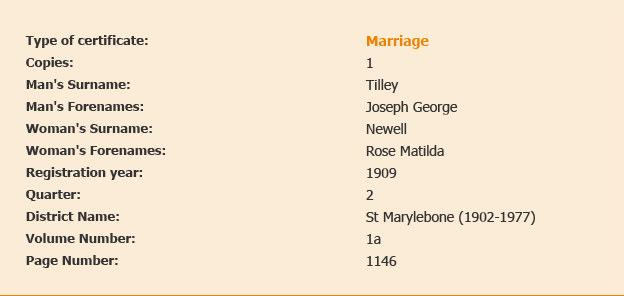 Type of certificate: Marriage
Copies: 1
Man's Surname: Tilley
Man's Forenames: Joseph George
Woman's Surname: Newell
Woman's Forenames: Rose Matilda
Registration year: 1909
Quarter: 2
District Name: St Marylebone (1902-1977)
Volume Number: 1a
Page Number: 1146